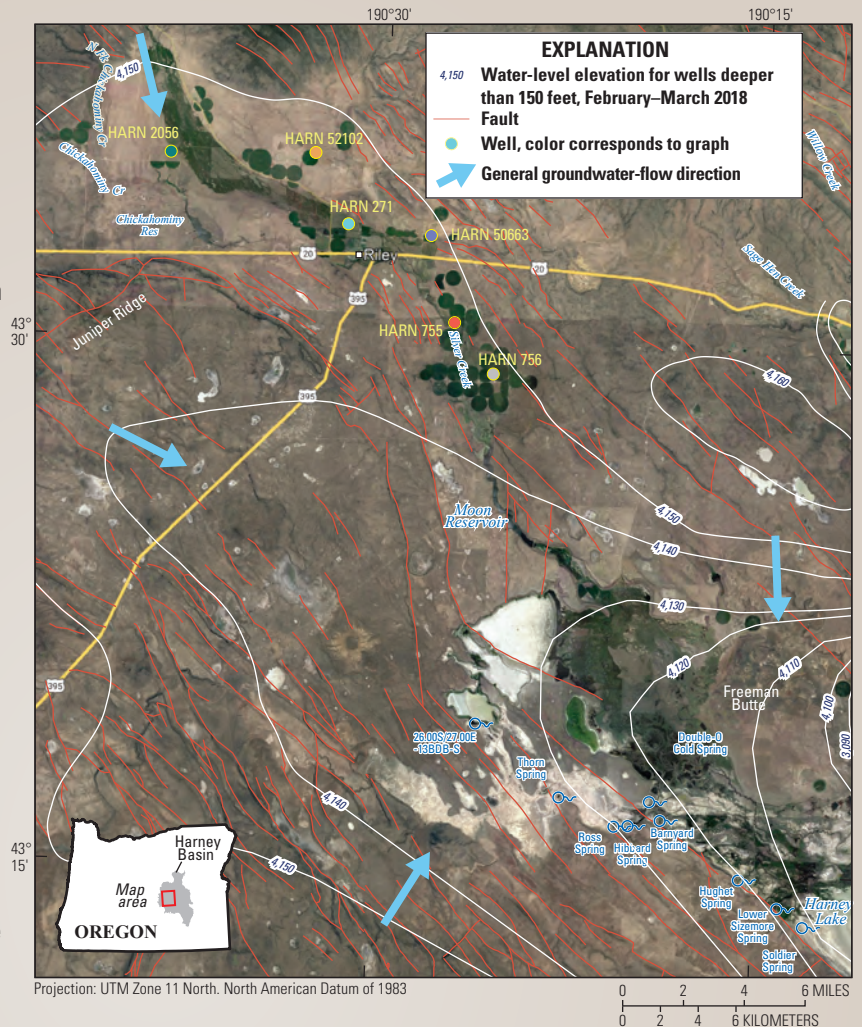 190°30'
190°15'
EXPLANATION
4,150 Water-level elevation for wells deeper
than 150 feet, February–March 2018
Fault
Well, color corresponds to graph
General groundwater-flow direction
N Fk Chickahominy Cr
4,150
HARN 2056
HARN 52102
Chickahominy Cr
Willow Creek
Chickahominy
Res
HARN 271
HARN 50663
20
Riley
20
Sage Hen Creek
395
43°
30'
Juniper Ridge
HARN 755
Silver Creek
HARN 756
4,160
395
Moon
Reservoir
4,150
4,140
4,130
4,120
4,110
4,100
3,090
Freeman
Butte
395
26.00S/27.00E
-13BDB-S
Double-O
Cold Spring
Thorn
Spring
4,140
Ross
Spring
Hibbard
Spring
Barnyard
Spring
43°
15'
4,150
Hughet
Spring
Lower
Sizemore
Spring
Harney
Lake
Soldier
Spring
Harney
Basin
Map
area
OREGON
Projection: UTM Zone 11 North. North American Datum of 1983
0 2 4 6 MILES
0 2 4 6 KILOMETERS